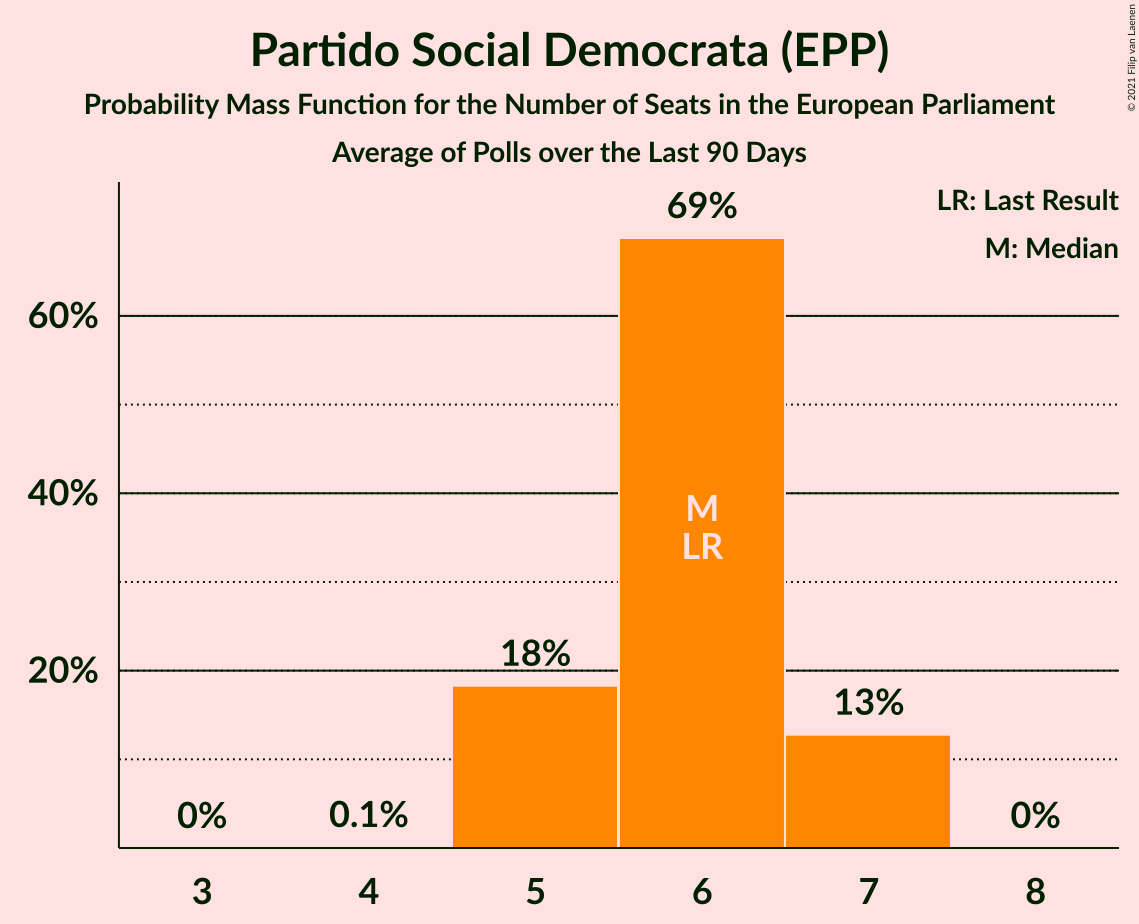 Partido Social Democrata (EPP)
Probability Mass Function for the Number of Seats in the European Parliament
Average of Polls over the Last 90 Days
© 2021 Filip van Laenen
LR: Last Result
M: Median
69%
60%
40%
M
LR
18%
20%
13%
0%
0.1%
0%
3
4
5
6
7
8